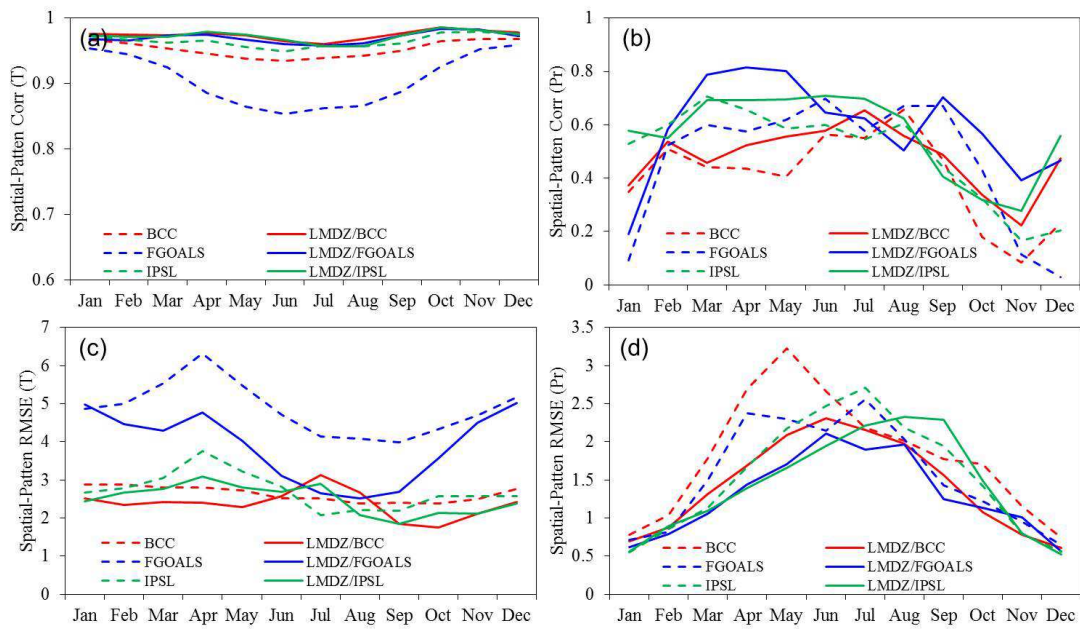 (a)
Spatial-Patten Corr (T)
1
0.9
0.8
0.7
0.6
BCC LMDZ/BCC
FGOALS LMDZ/FGOALS
IPSL LMDZ/IPSL
Jan Feb Mar Apr May Jun Jul Aug Sep Oct Nov Dec
(b)
Spatial-Patten Corr (Pr)
1
0.8
0.6
0.4
0.2
0
BCC LMDZ/BCC
FGOALS LMDZ/FGOALS
IPSL LMDZ/IPSL
Jan Feb Mar Apr May Jun Jul Aug Sep Oct Nov Dec
(c)
Spatial-Patten RMSE (T)
7
6
5
4
3
2
1
0
BCC LMDZ/BCC
FGOALS LMDZ/FGOALS
IPSL LMDZ/IPSL
Jan Feb Mar Apr May Jun Jul Aug Sep Oct Nov Dec
(d)
Spatial-Patten RMSE (Pr)
3.5
3
2.5
2
1.5
1
0.5
0
BCC LMDZ/BCC
FGOALS LMDZ/FGOALS
IPSL LMDZ/IPSL
Jan Feb Mar Apr May Jun Jul Aug Sep Oct Nov Dec